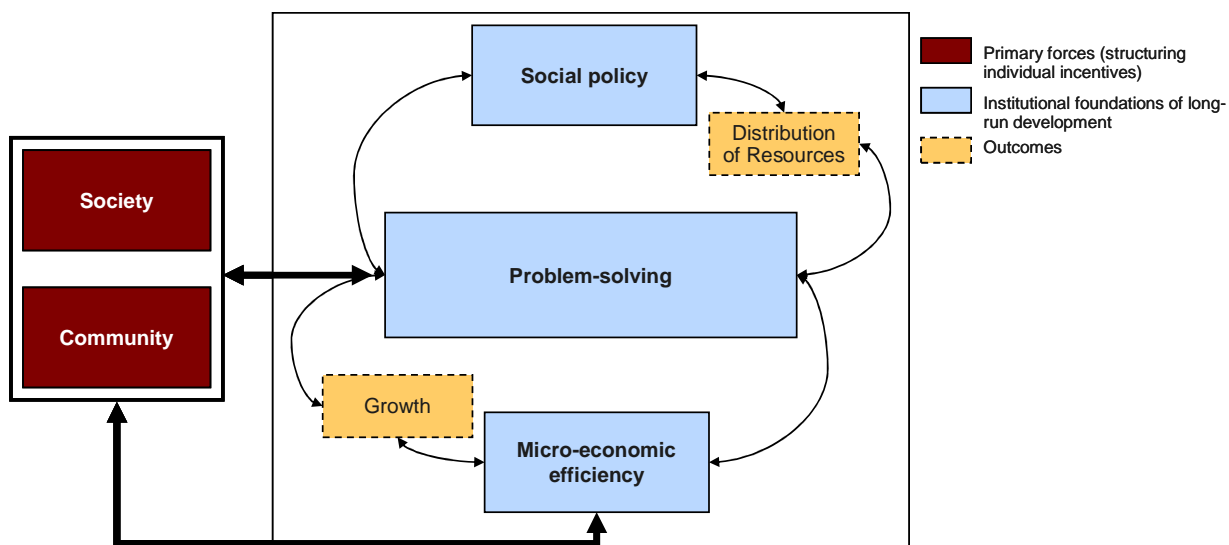 Social policy
Distribution
of Resources
Society
Community
Problem-solving
Growth
Micro-economic
efficiency
Primary forces (structuring
individual incentives)
Institutional foundations of long-
run development
Outcomes